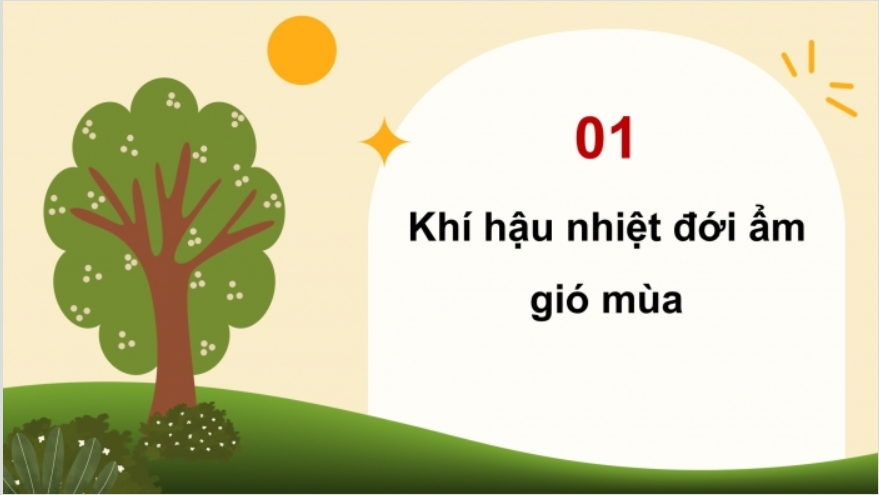 01
Khí hậu nhiệt đới ẩm
gió mùa